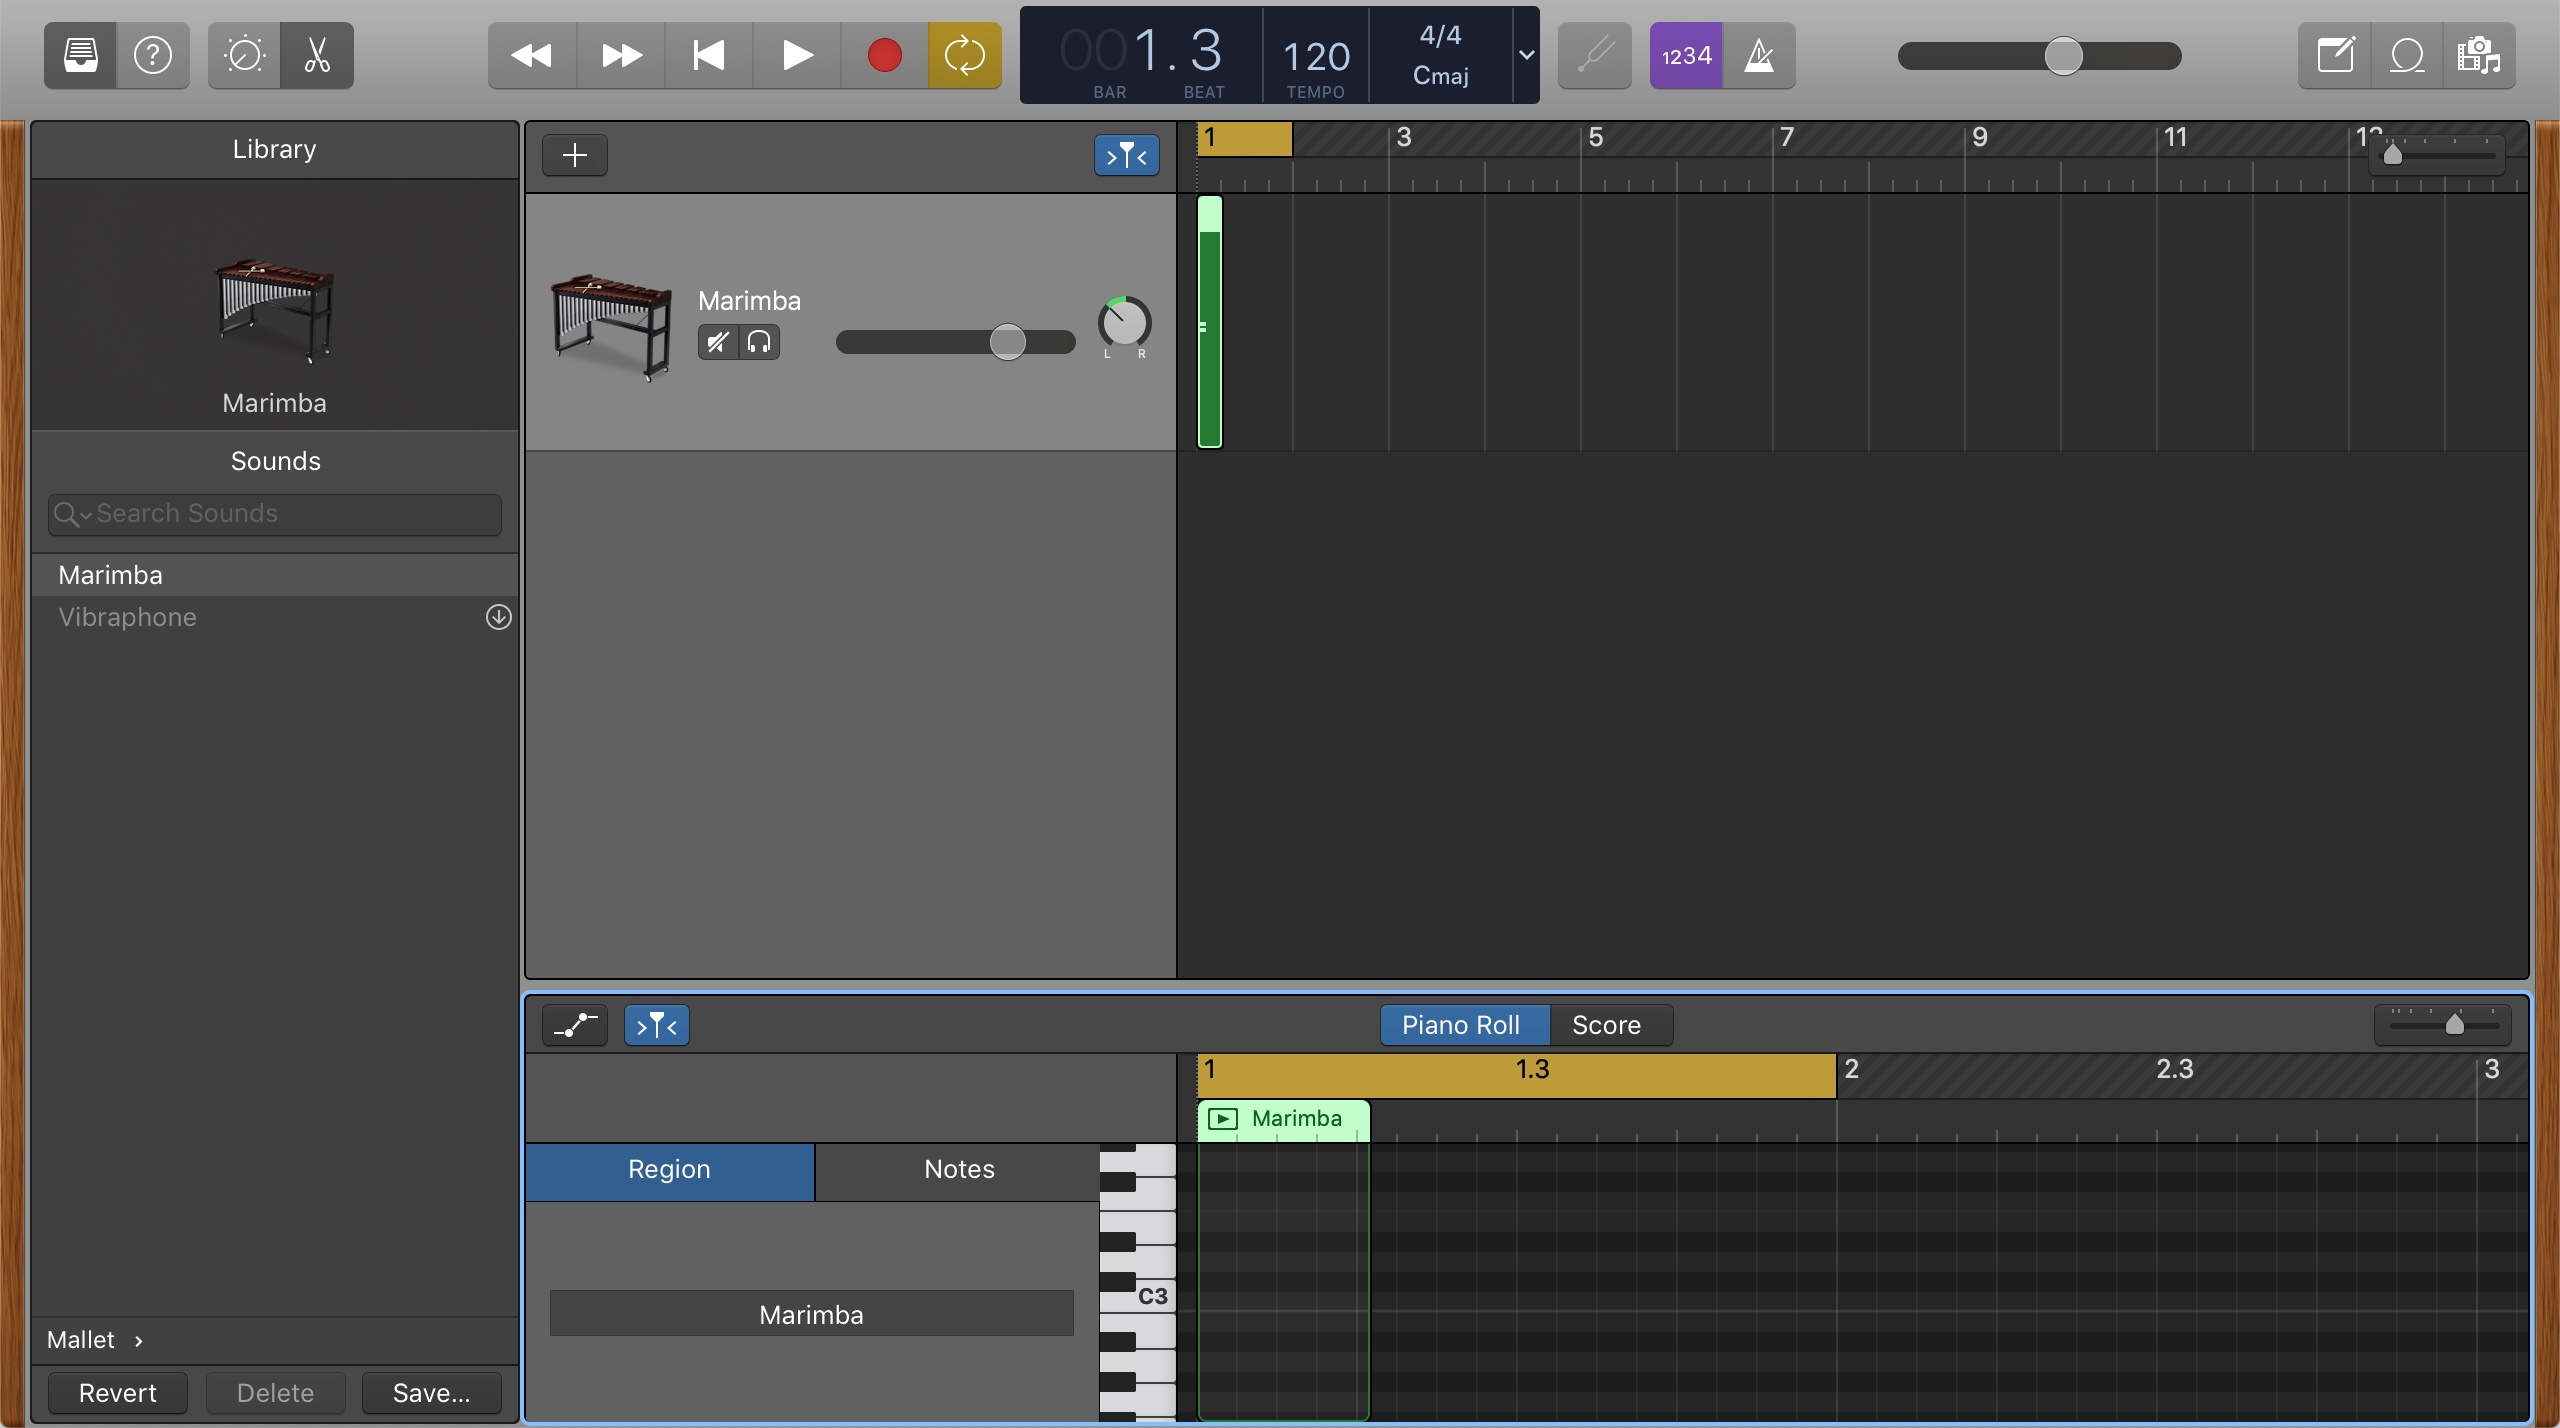 001. 3
BAR
BEAT
120
TEMPO
4/4
Cmaj
1234
Library
Marimba
Sounds
Search Sounds
Marimba
Vibraphone
Mallet
Revert
Delete
Save...
Marimba
L R
1 3 5 7 9 11
Piano Roll
Score
1 1.3 2 2.3 3
Marimba
Region
Notes
Marimba
C3